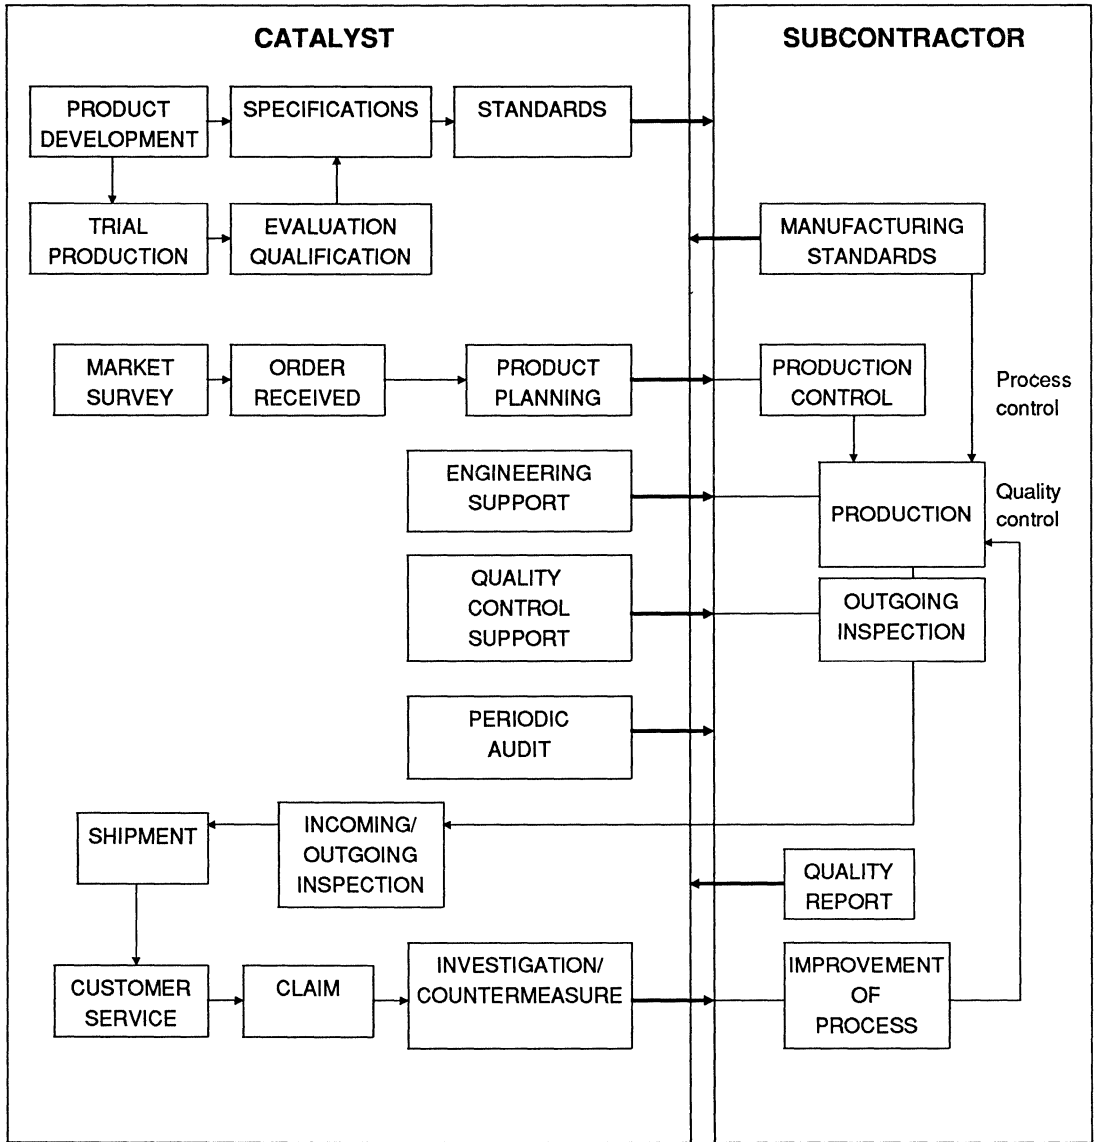 CATALYST
SUBCONTRACTOR
PRODUCT
DEVELOPMENT
SPECIFICATIONS
STANDARDS
TRIAL
PRODUCTION
EVALUATION
QUALIFICATION
MANUFACTURING
STANDARDS
MARKET
SURVEY
ORDER
RECEIVED
PRODUCT
PLANNING
PRODUCTION
CONTROL
Process
control
ENGINEERING
SUPPORT
PRODUCTION
Quality
control
QUALITY
CONTROL
SUPPORT
OUTGOING
INSPECTION
PERIODIC
AUDIT
SHIPMENT
INCOMING/
OUTGOING
INSPECTION
QUALITY
REPORT
CUSTOMER
SERVICE
CLAIM
INVESTIGATION/
COUNTERMEASURE
IMPROVEMENT
OF
PROCESS